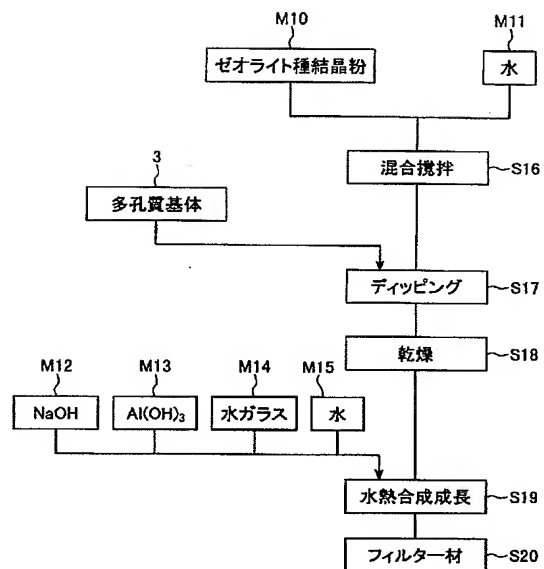 M10
M11
ゼオライト種結晶粉
水
混合攪拌
S16
3
多孔質基体
ディッピング
S17
乾燥
S18
M12
M13
M14
M15
NaOH
Al(OH)3
水ガラス
水
水熱合成成長
S19
フィルター材
S20